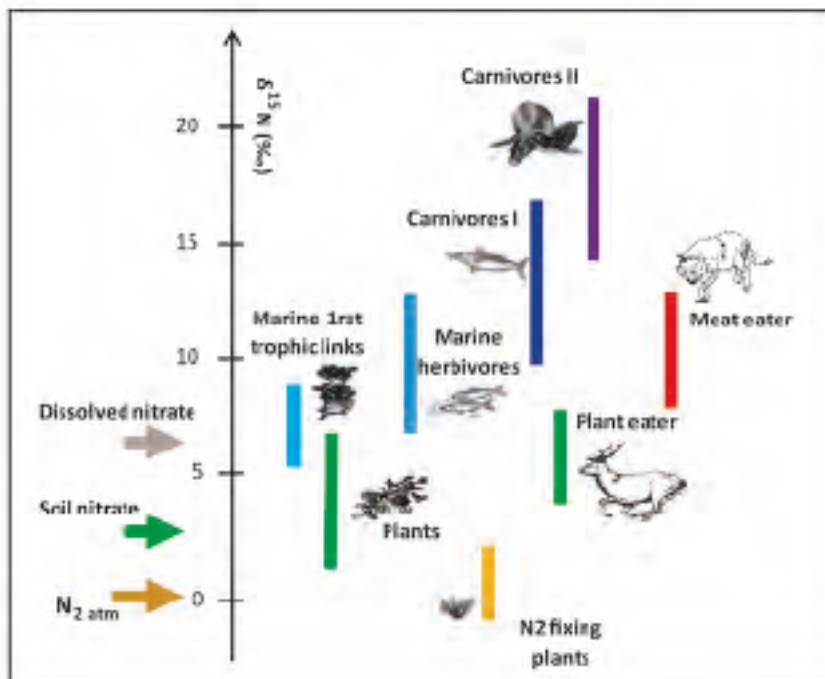 δ¹⁵ N (‰)
20
15
10
5
0
Carnivores II
Carnivores I
Meat eater
Marine 1rst
trophic links
Marine
herbivores
Dissolved nitrate
Plant eater
Soil nitrate
Plants
N₂ atm
N2 fixing
plants